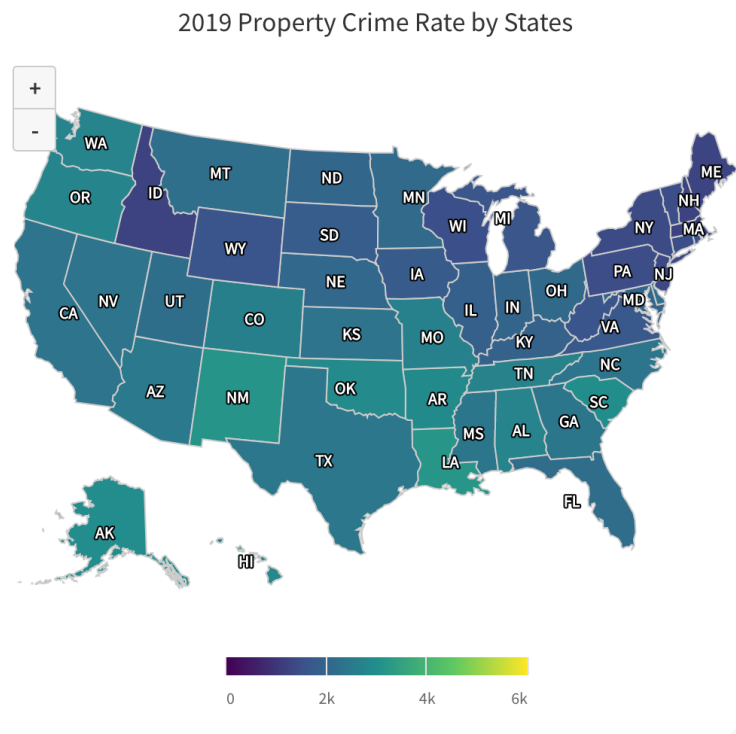 2019 Property Crime Rate by States
+
-
WA
ME
MT
ND
OR
ID
MN
NH
WI
MI
NY
MA
SD
WY
PA
NJ
IA
NE
OH
MD
CA
NV
UT
IL
IN
CO
VA
KS
MO
KY
NC
TN
AZ
OK
NM
AR
SC
GA
MS
AL
TX
LA
FL
AK
HI
0
2k
4k
6k